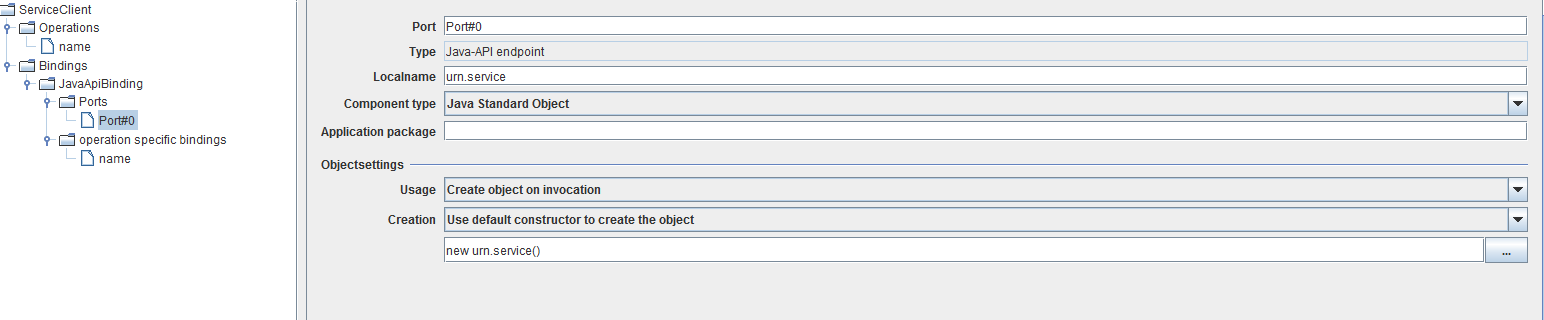 ServiceClient
Operations
name
Bindings
JavaApiBinding
Ports
Port#0
operation specific bindings
name
Port Port#0
Type Java-API endpoint
Localname urn.service
Component type Java Standard Object
Application package
Objectsettings
Usage Create object on invocation
Creation Use default constructor to create the object
new urn.service() ...